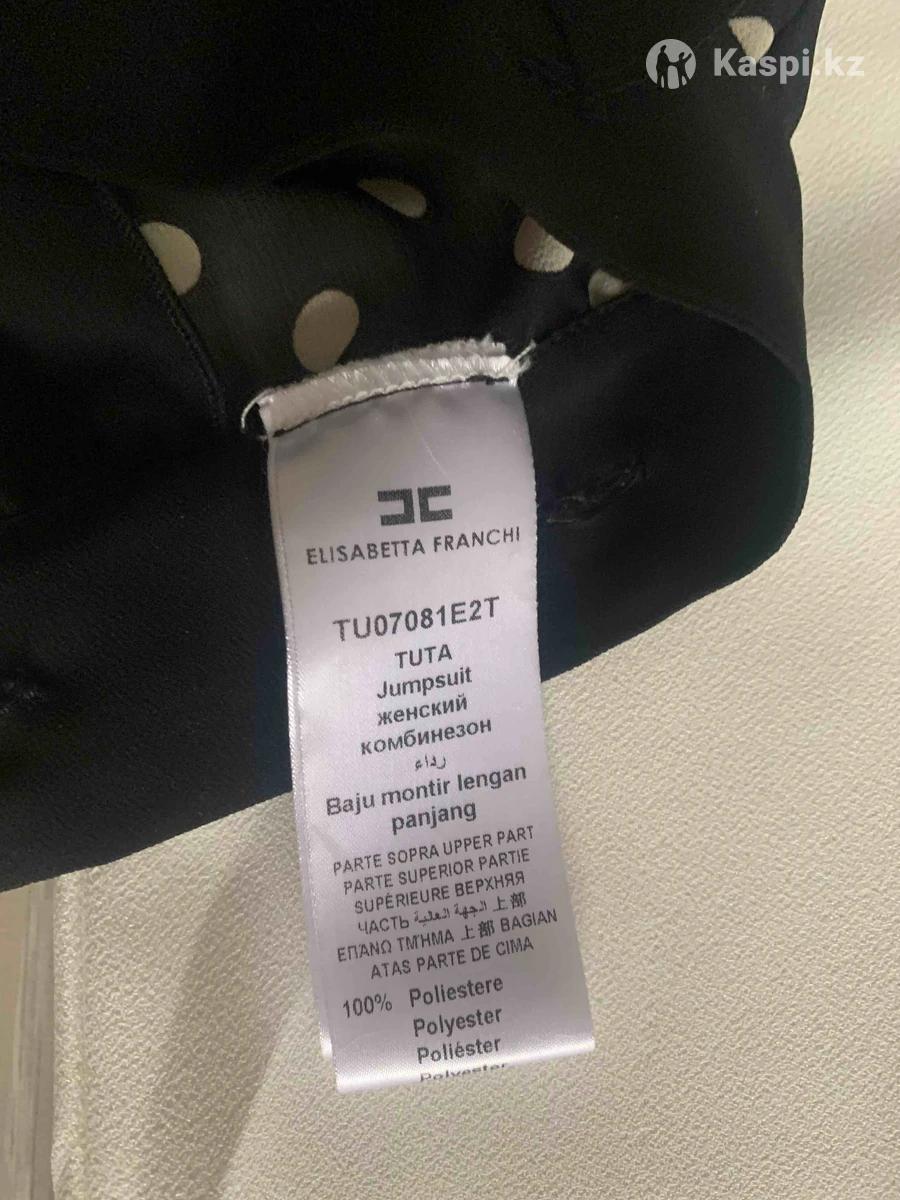 Kaspi.kz
ELISABETTA FRANCHI
TU07081E2T
TUTA
Jumpsuit
женский
комбинезон
رداء
Baju montir lengan
panjang
PARTE SOPRA UPPER PART
PARTE SUPERIOR PARTIE
SUPÉRIEURE ВЕРХНЯЯ
ЧАСТЬ الجهة العلية 上部
ΕΠΆΝΩ ΤΜΉΜΑ 上部 BAGIAN
ATAS PARTE DE CIMA
100% Poliestere
Polyester
Poliéster
Polyester